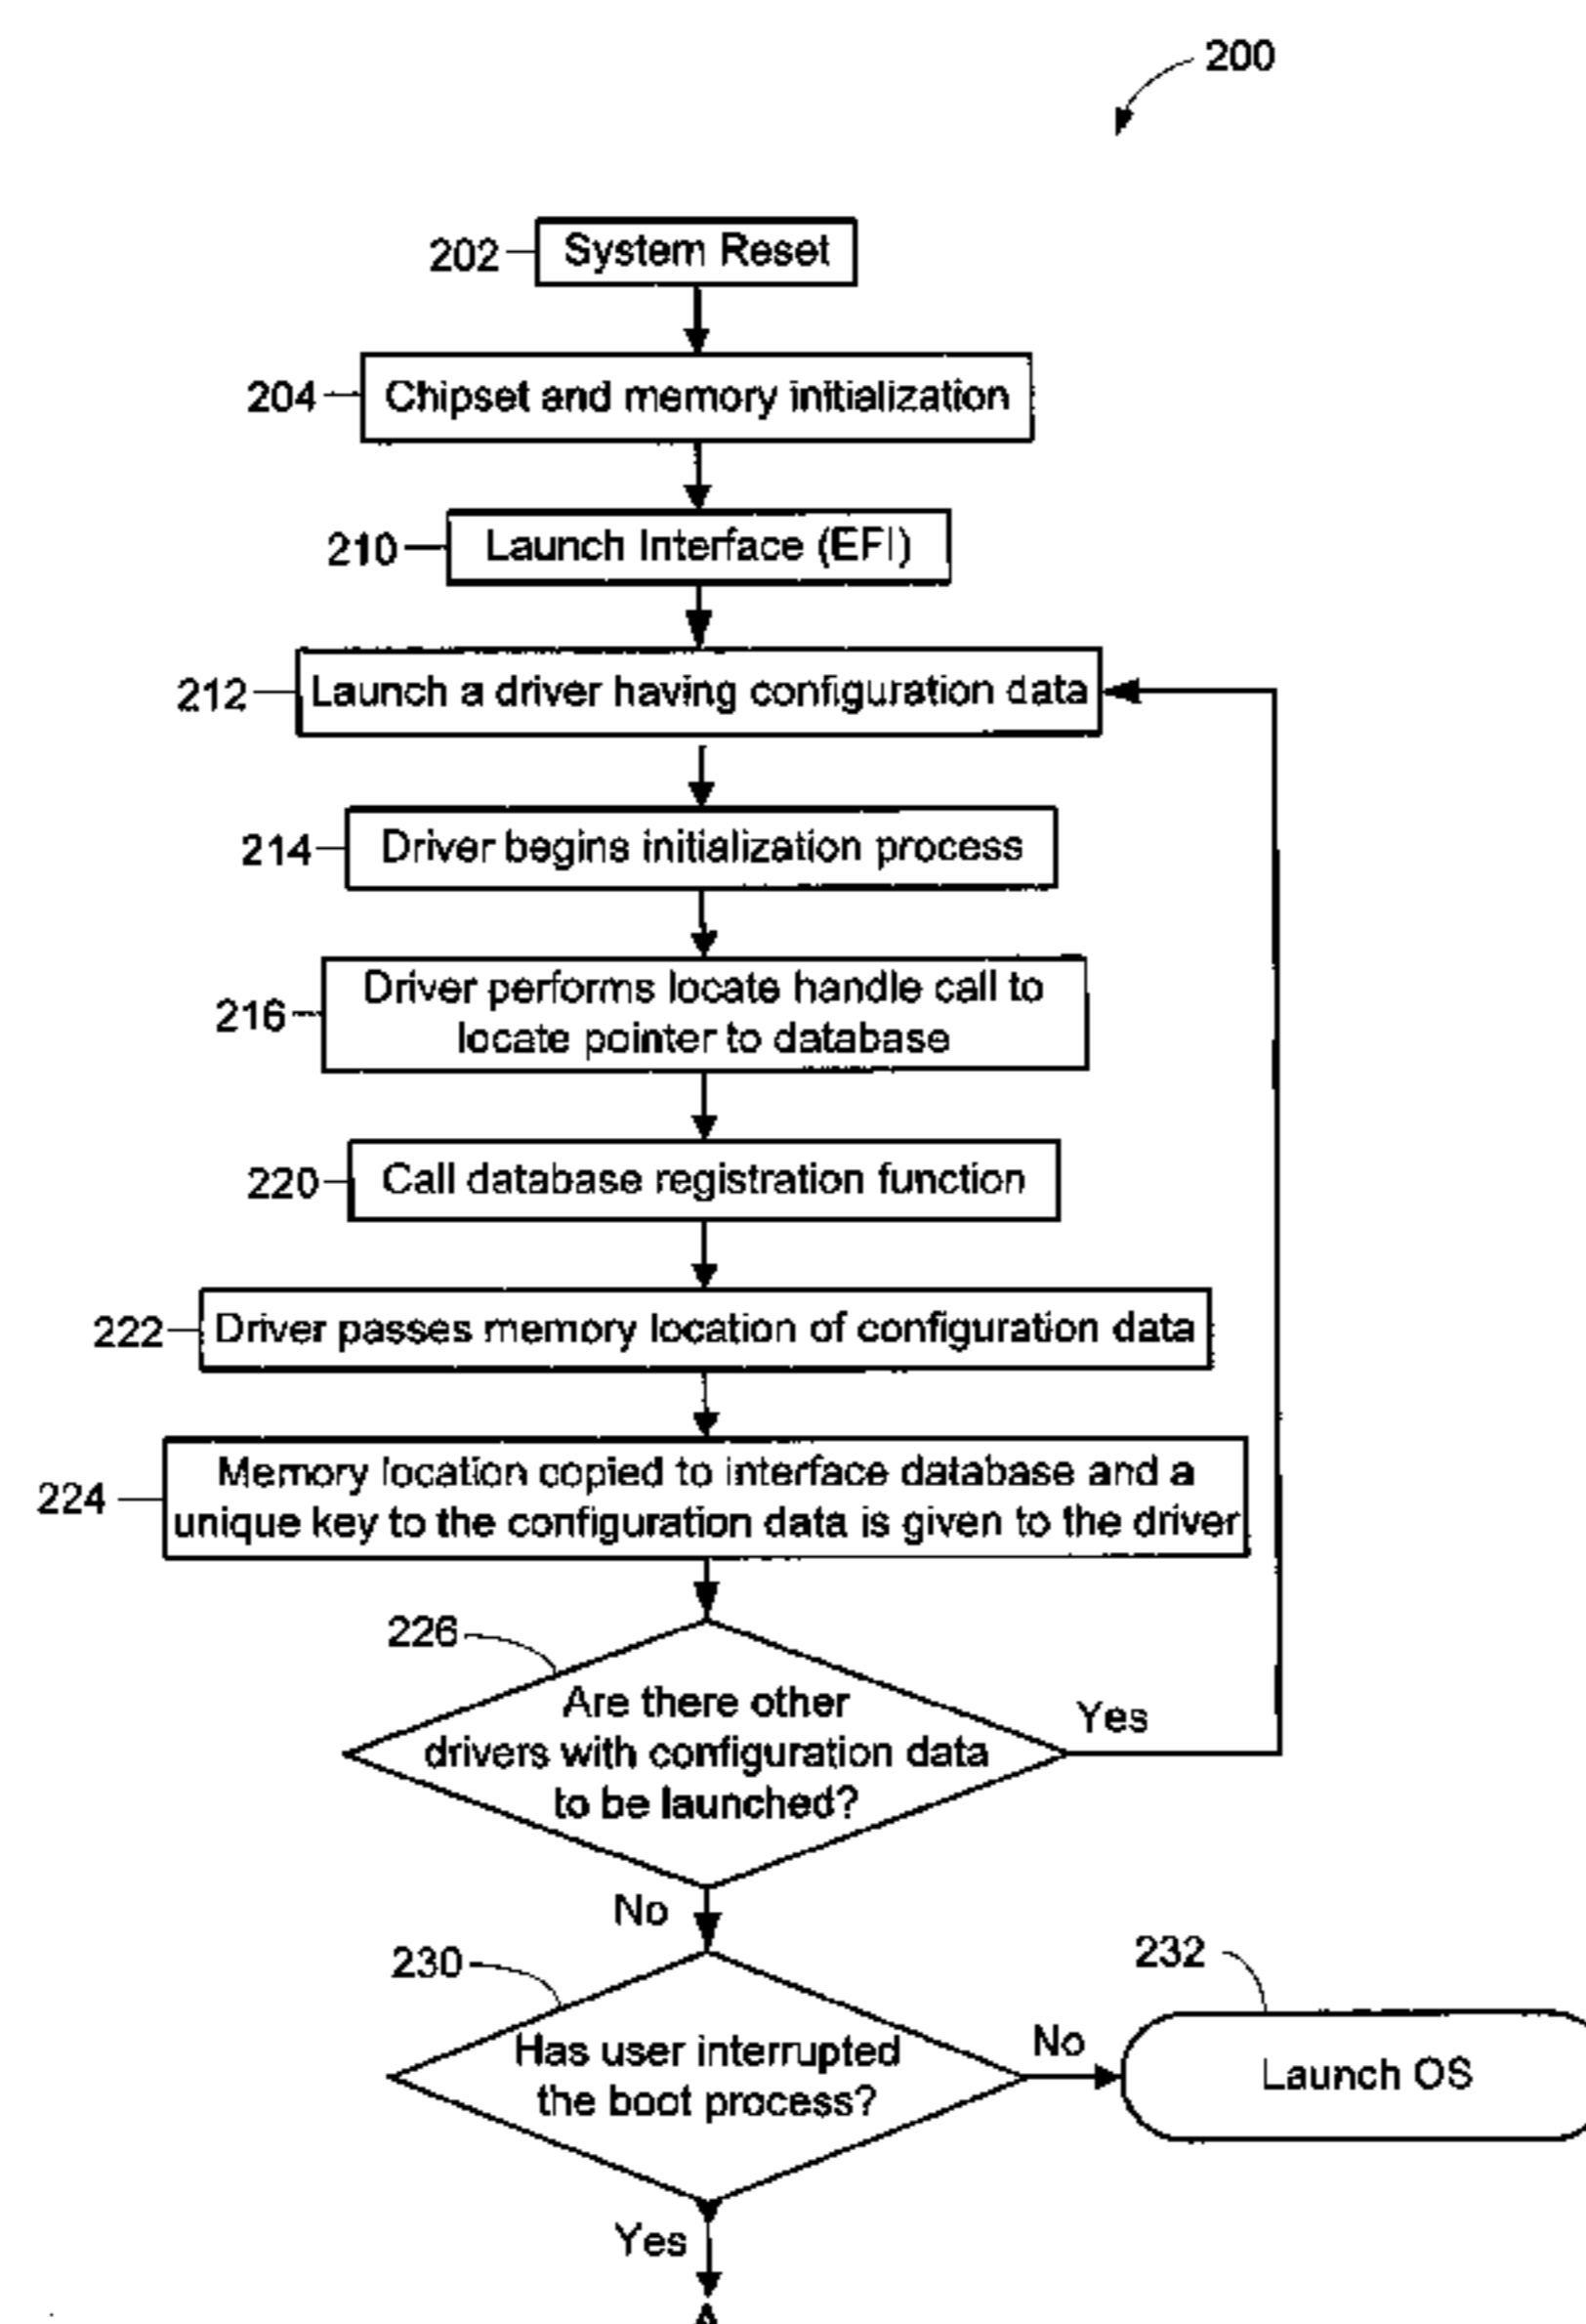 200
202
System Reset
204
Chipset and memory initialization
210
Launch Interface (EFI)
212
Launch a driver having configuration data
214
Driver begins initialization process
216
Driver performs locate handle call to
locate pointer to database
220
Call database registration function
222
Driver passes memory location of configuration data
224
Memory location copied to interface database and a
unique key to the configuration data is given to the driver
226
Are there other
drivers with configuration data
to be launched?
Yes
No
230
Has user interrupted
the boot process?
No
232
Launch OS
Yes